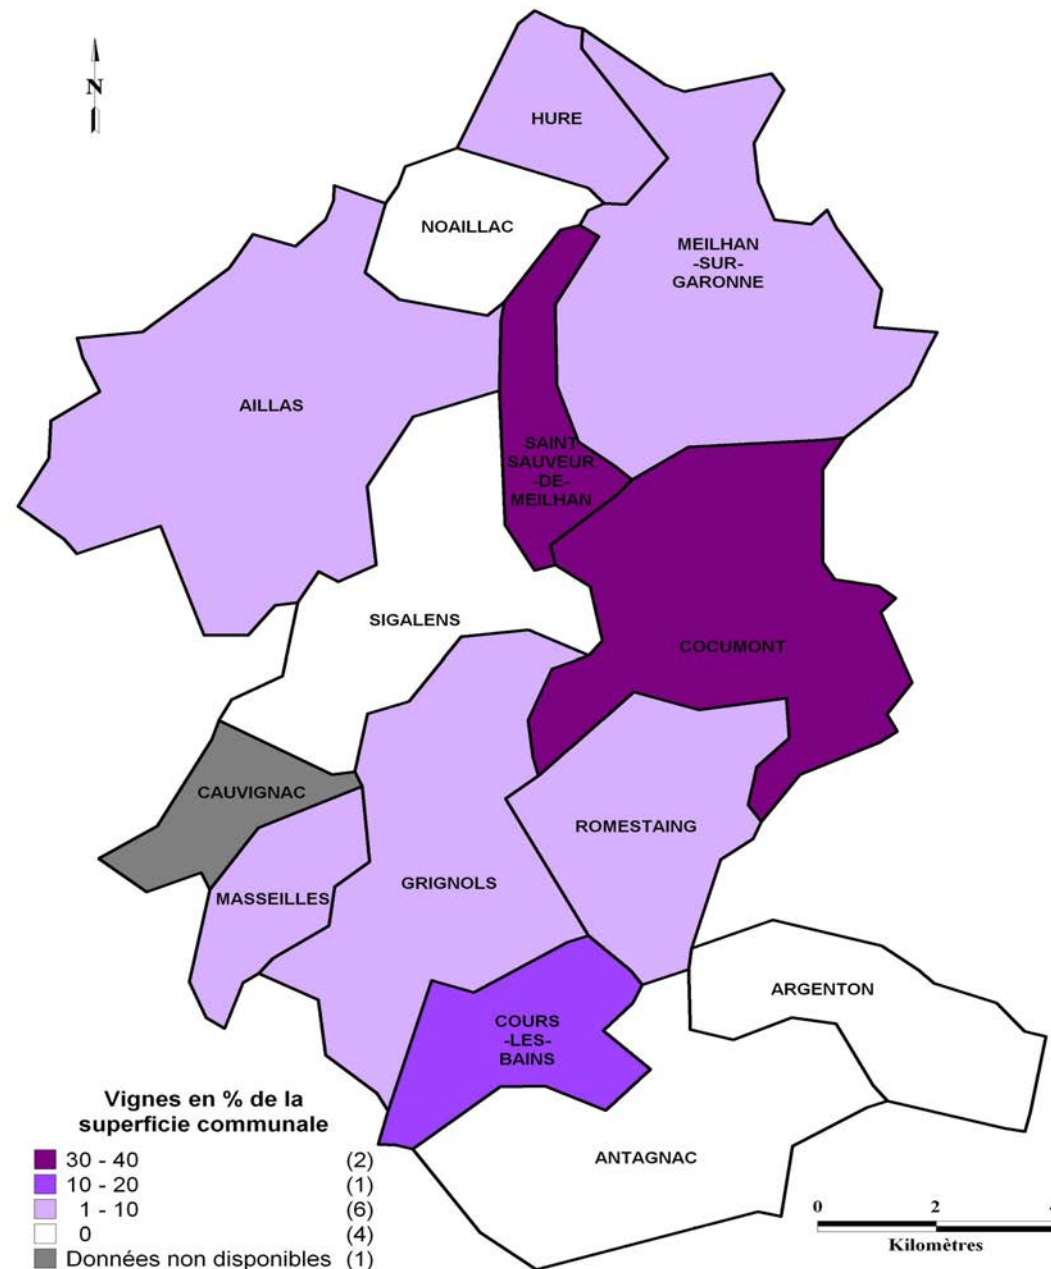 N
HURE
NOAILLAC
MEILHAN
-SUR-
GARONNE
AILLAS
SAINT
SAUVEUR
-DE-
MEILHAN
SIGALENS
COCUMONT
CAUVIGNAC
ROMESTAING
GRIGNOLS
MASSEILLES
ARGENTON
COURS
-LES-
BAINS
ANTAGNAC
Vignes en % de la
superficie communale
30 - 40 (2)
10 - 20 (1)
1 - 10 (6)
0 (4)
Données non disponibles (1)
0 2
Kilomètres